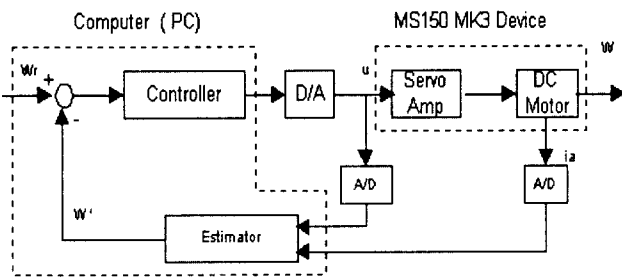 Computer ( PC)
MS150 MK3 Device
Wr
+
-
Controller
D/A
u
Servo
Amp
DC
Motor
W
A/D
ia
A/D
W'
Estimator